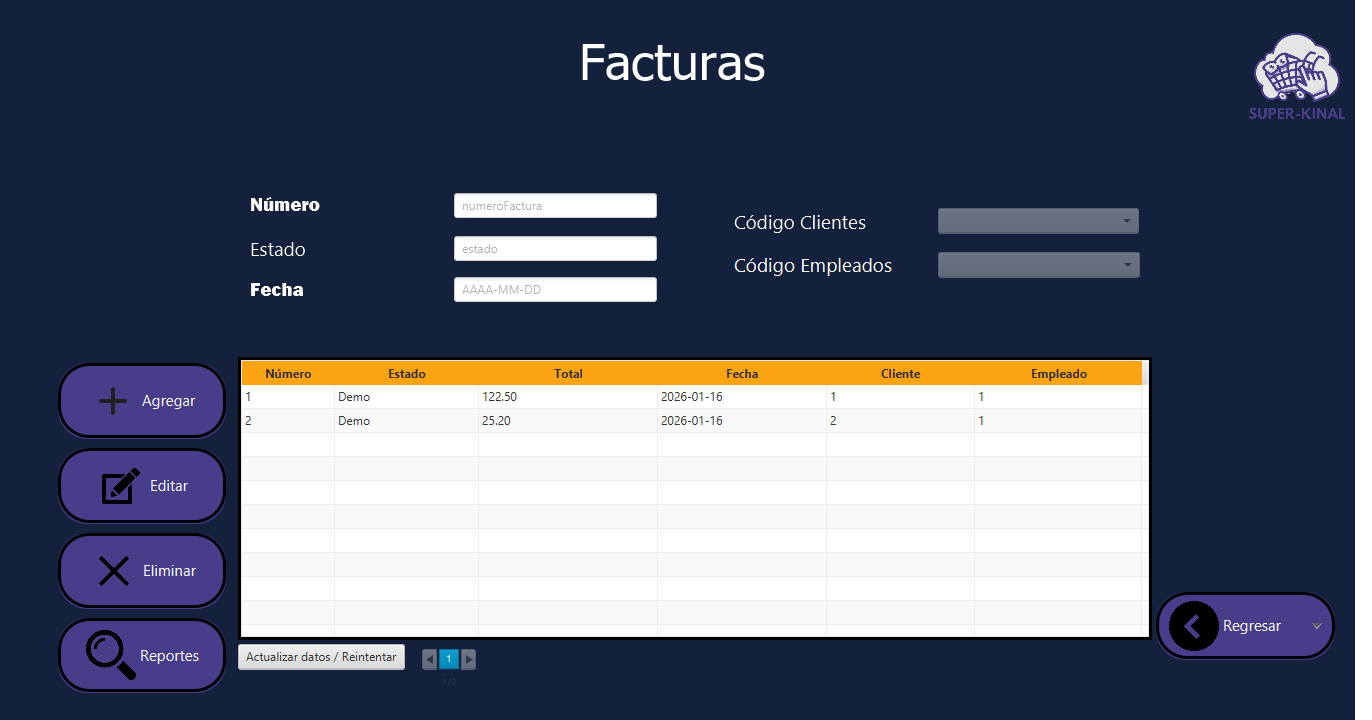 Facturas
SUPER-KINAL
Número
numeroFactura
Código Clientes
Estado
estado
Código Empleados
Fecha
AAAA-MM-DD
Agregar
Editar
Eliminar
Reportes
Número Estado Total Fecha Cliente Empleado
1 Demo 122.50 2026-01-16 1 1
2 Demo 25.20 2026-01-16 2 1
Regresar
Actualizar datos / Reintentar
1
1/1